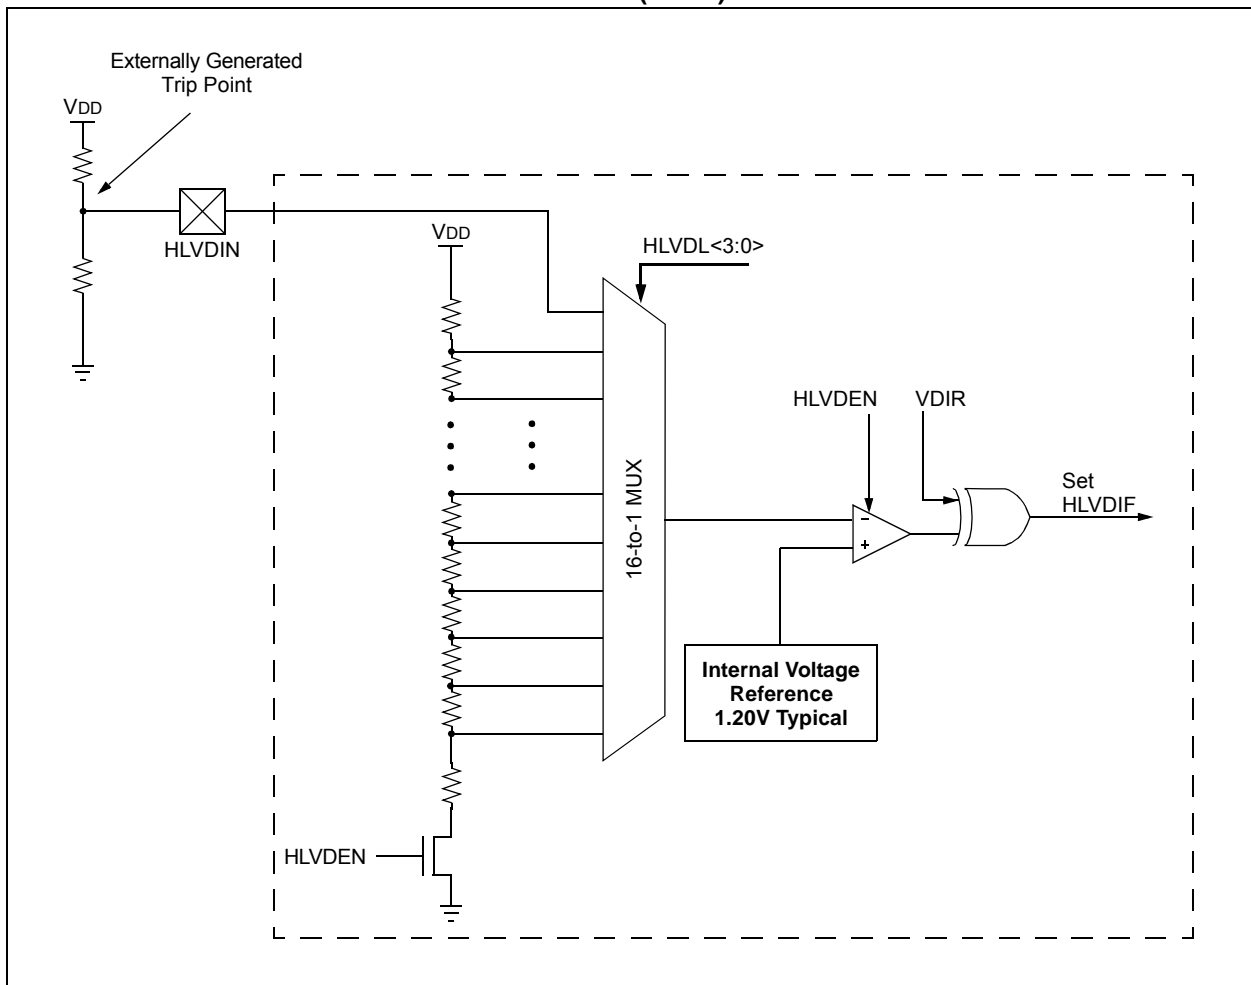 Externally Generated
Trip Point
VDD
HLVDIN
VDD
HLVDL<3:0>
16-to-1 MUX
HLVDEN
VDIR
Set
HLVDIF
-
+
Internal Voltage
Reference
1.20V Typical
HLVDEN